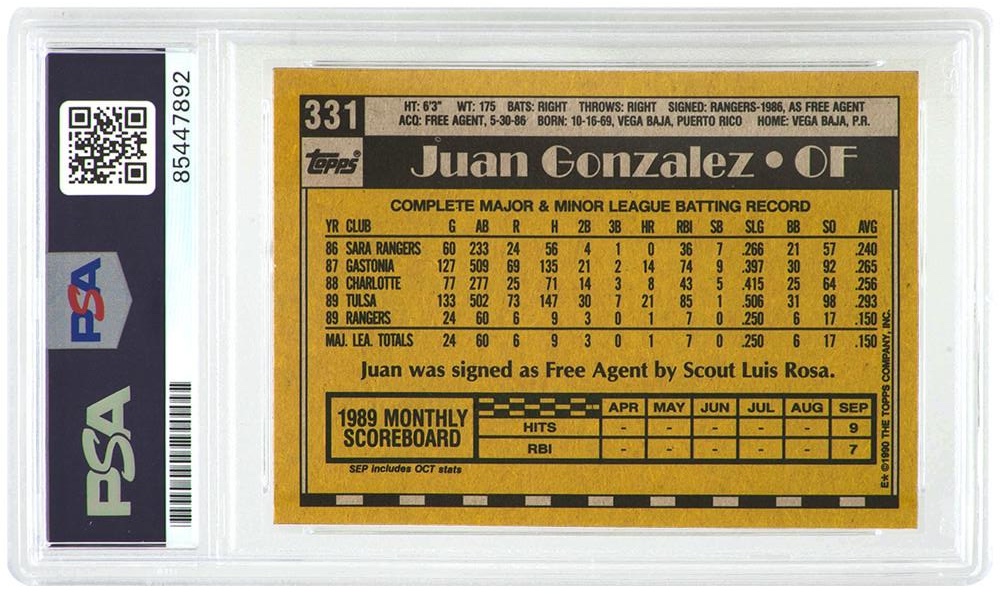 331
HT: 6'3" WT: 175 BATS: RIGHT THROWS: RIGHT SIGNED: RANGERS-1986, AS FREE AGENT
ACQ: FREE AGENT, 5-30-86 BORN: 10-16-69, VEGA BAJA, PUERTO RICO HOME: VEGA BAJA, P.R.
Topps® Juan Gonzalez • OF
COMPLETE MAJOR & MINOR LEAGUE BATTING RECORD
YR CLUB G AB R H 2B 3B HR RBI SB SLG BB SO AVG
86 SARA RANGERS 60 233 24 56 4 1 0 36 7 .266 21 57 .240
87 GASTONIA 127 509 69 135 21 2 14 74 9 .397 30 92 .265
88 CHARLOTTE 77 277 25 71 14 3 8 43 5 .415 25 64 .256
89 TULSA 133 502 73 147 30 7 21 85 1 .506 31 98 .293
89 RANGERS 24 60 6 9 3 0 1 7 0 .250 6 17 .150
MAJ. LEA. TOTALS 24 60 6 9 3 0 1 7 0 .250 6 17 .150
Juan was signed as Free Agent by Scout Luis Rosa.
1989 MONTHLY
SCOREBOARD
APR MAY JUN JUL AUG SEP
HITS - - - - - 9
RBI - - - - - 7
SEP includes OCT stats
E* ©1990 THE TOPPS COMPANY, INC.
85447892
PSA
PSA